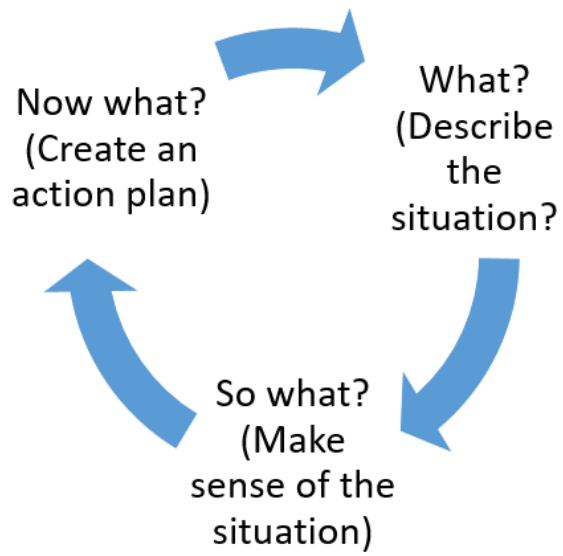 Now what?
(Create an
action plan)
What?
(Describe
the
situation?
So what?
(Make
sense of the
situation)